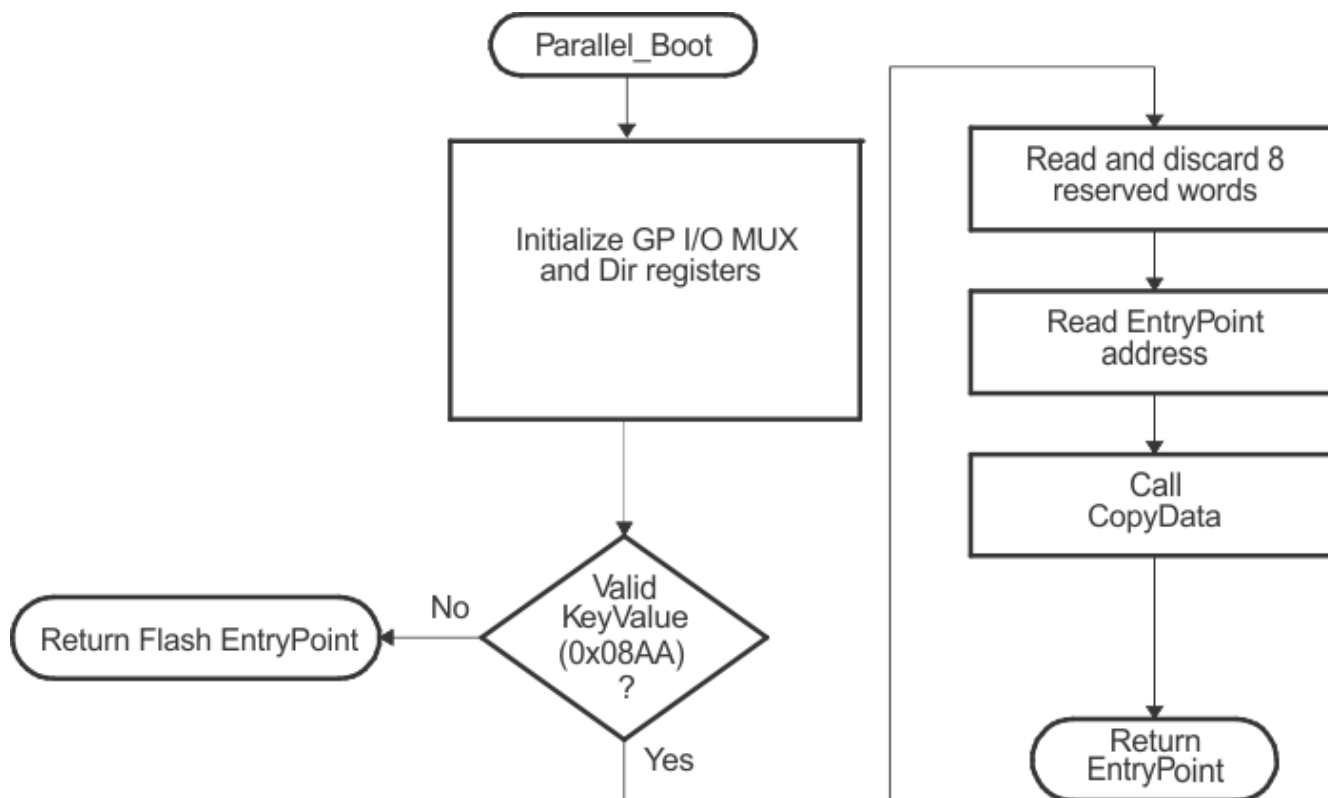 Parallel_Boot
Initialize GP I/O MUX
and Dir registers
Valid
KeyValue
(0x08AA)
?
No
Return Flash EntryPoint
Yes
Read and discard 8
reserved words
Read EntryPoint
address
Call
CopyData
Return
EntryPoint